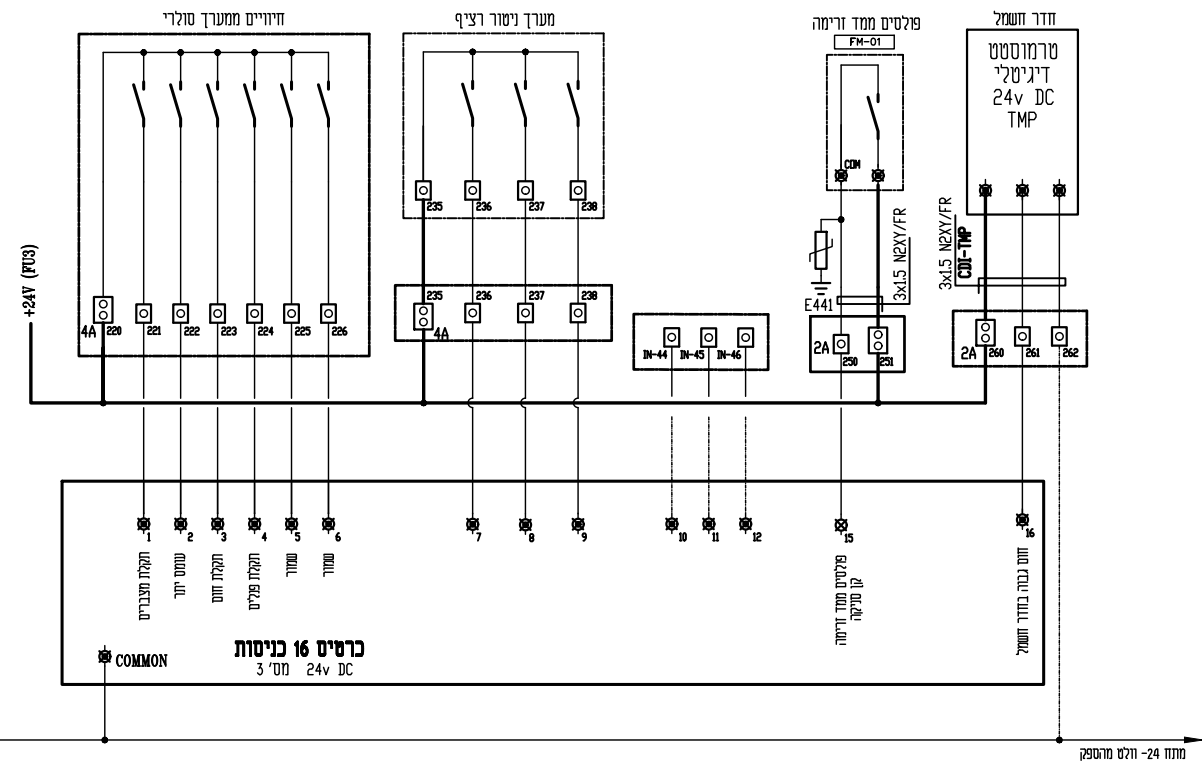 חיוויים ממערך סולרי
מערך ניטור רציף
פולסים ממד זרימה
FM-01
חדר חשמל
טרמוסטט
דיגיטלי
24v DC
TMP
COM
235
236
237
238
3x1.5 N2XY/FR
3x1.5 N2XY/FR
CDI-TMP
+24V (FU3)
E441
4A
220
221
222
223
224
225
226
235
236
237
238
4A
IN-44
IN-45
IN-46
2A
250
251
2A
260
261
262
1
2
3
4
5
6
7
8
9
10
11
12
15
16
תקלת מצברים
עומס יתר
תקלת חום
תקלת פנלים
שמור
שמור
פולסים ממד זרימה
קו סניקה
חום גבוה בחדר חשמל
כרטיס 16 כניסות
24v DC מס' 3
COMMON
מתח 24- וולט מהספק